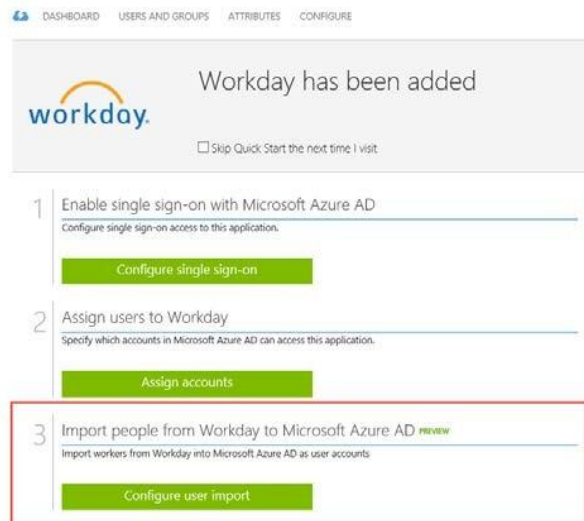 DASHBOARD USERS AND GROUPS ATTRIBUTES CONFIGURE
Workday has been added
workday.
Skip Quick Start the next time I visit
1 Enable single sign-on with Microsoft Azure AD
Configure single sign-on access to this application.
Configure single sign-on
2 Assign users to Workday
Specify which accounts in Microsoft Azure AD can access this application.
Assign accounts
3 Import people from Workday to Microsoft Azure AD PREVIEW
Import workers from Workday into Microsoft Azure AD as user accounts
Configure user import